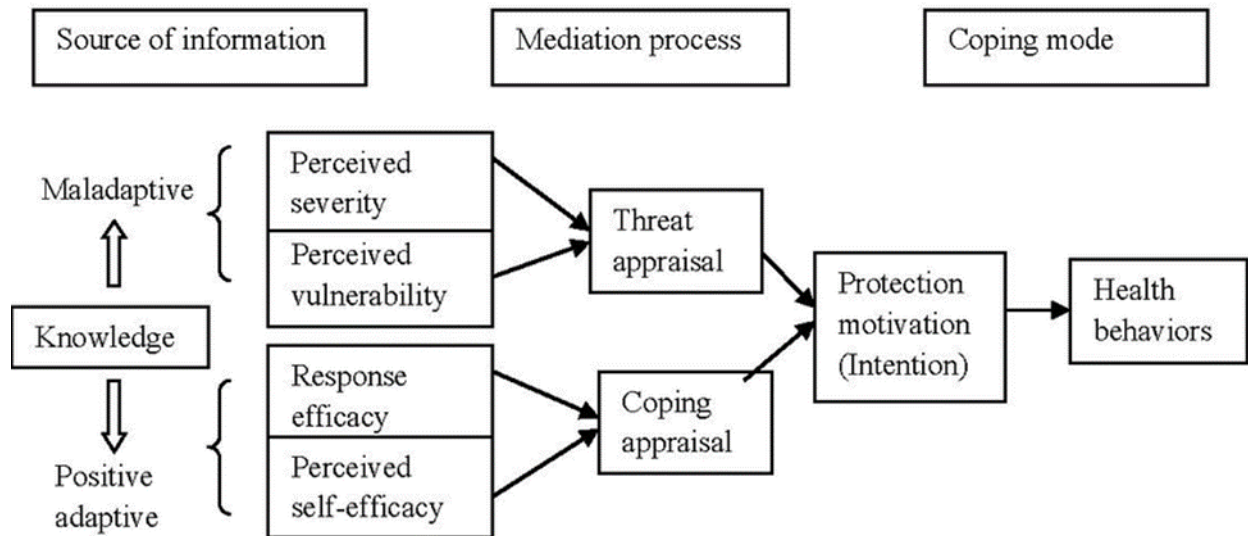 Source of information
Mediation process
Coping mode
Maladaptive
Knowledge
Positive
adaptive
Perceived
severity
Perceived
vulnerability
Response
efficacy
Perceived
self-efficacy
Threat
appraisal
Coping
appraisal
Protection
motivation
(Intention)
Health
behaviors